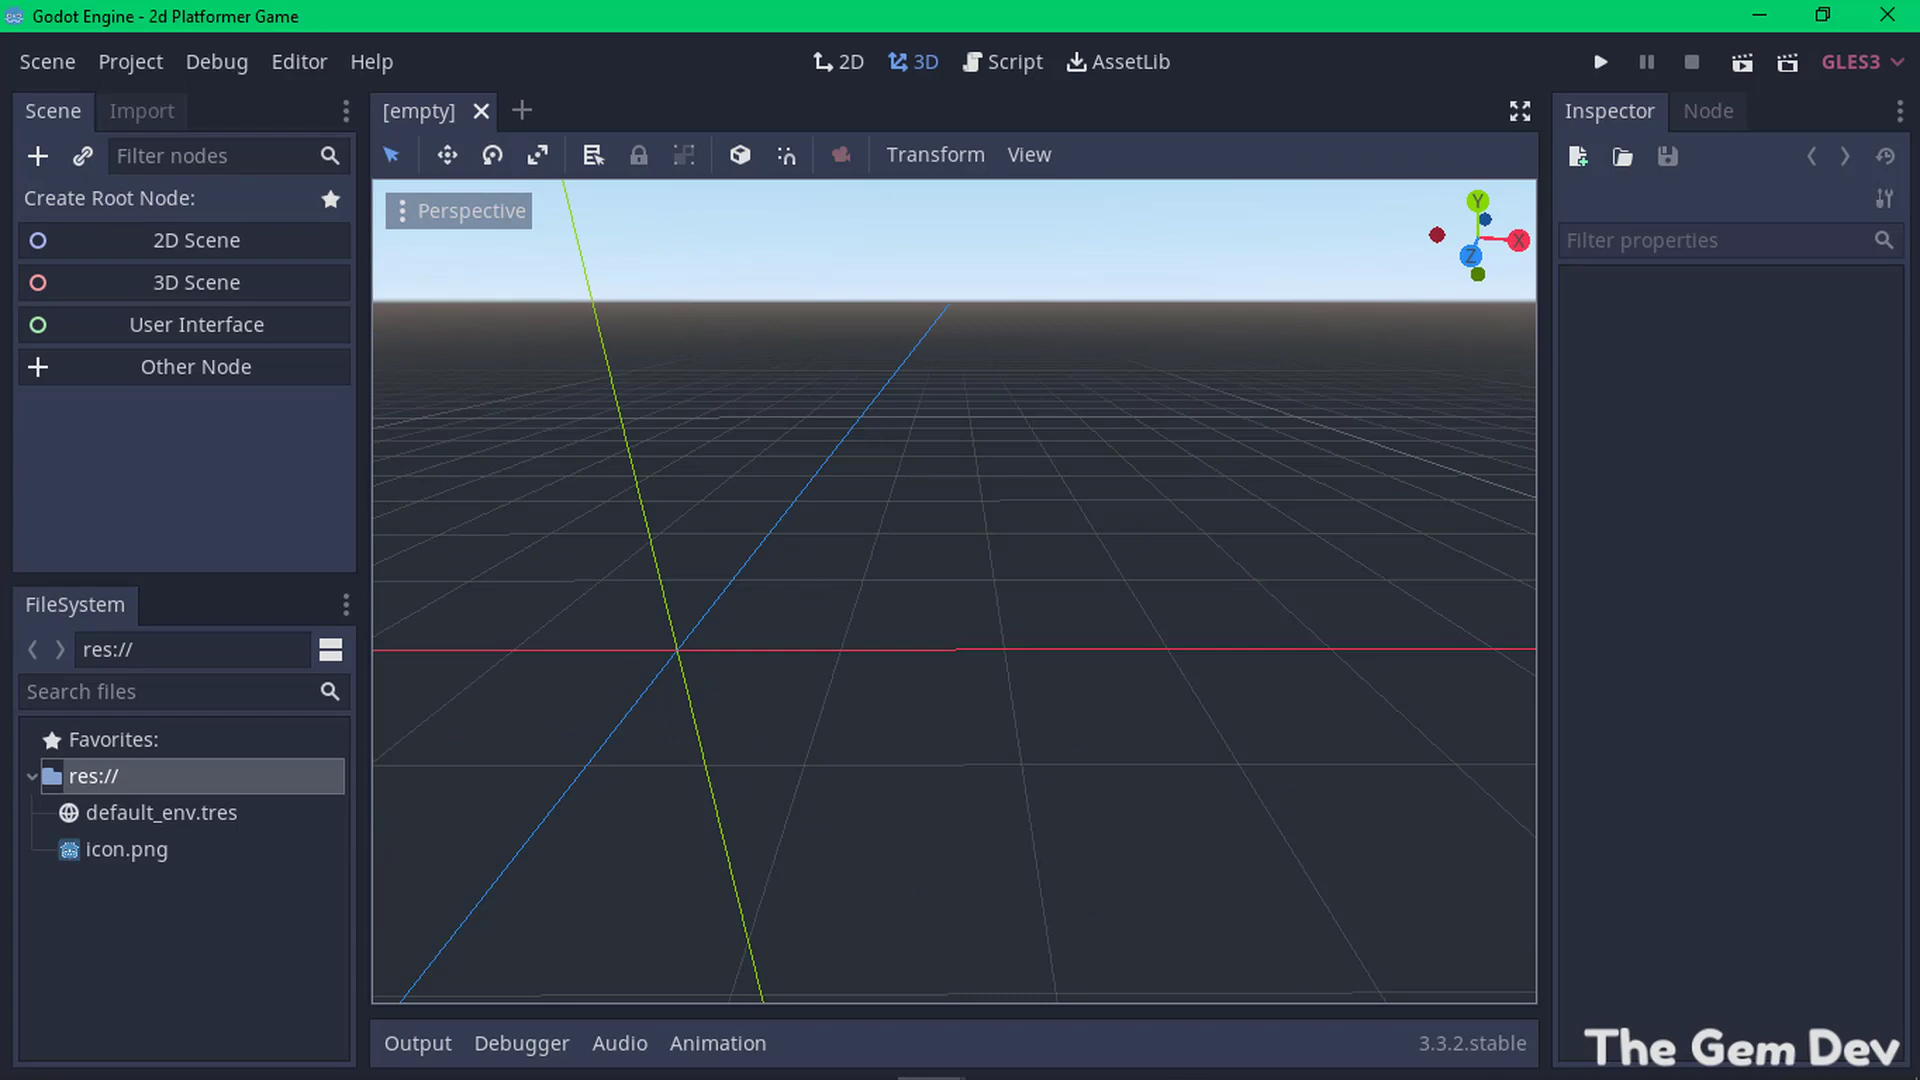 Godot Engine - 2d Platformer Game
Scene Project Debug Editor Help
2D 3D Script AssetLib
GLES3
Scene Import
[empty]
Inspector Node
Filter nodes
Transform View
Create Root Node:
2D Scene
3D Scene
User Interface
Other Node
Perspective
Y
X
Z
Filter properties
FileSystem
res://
Search files
Favorites:
res://
default_env.tres
icon.png
Output Debugger Audio Animation
3.3.2.stable
The Gem Dev